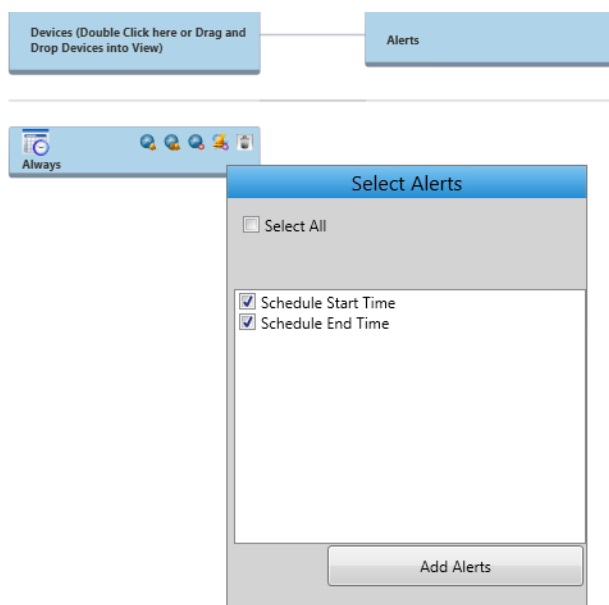 Devices (Double Click here or Drag and
Drop Devices into View)
Alerts
Always
Select Alerts
Select All
Schedule Start Time
Schedule End Time
Add Alerts